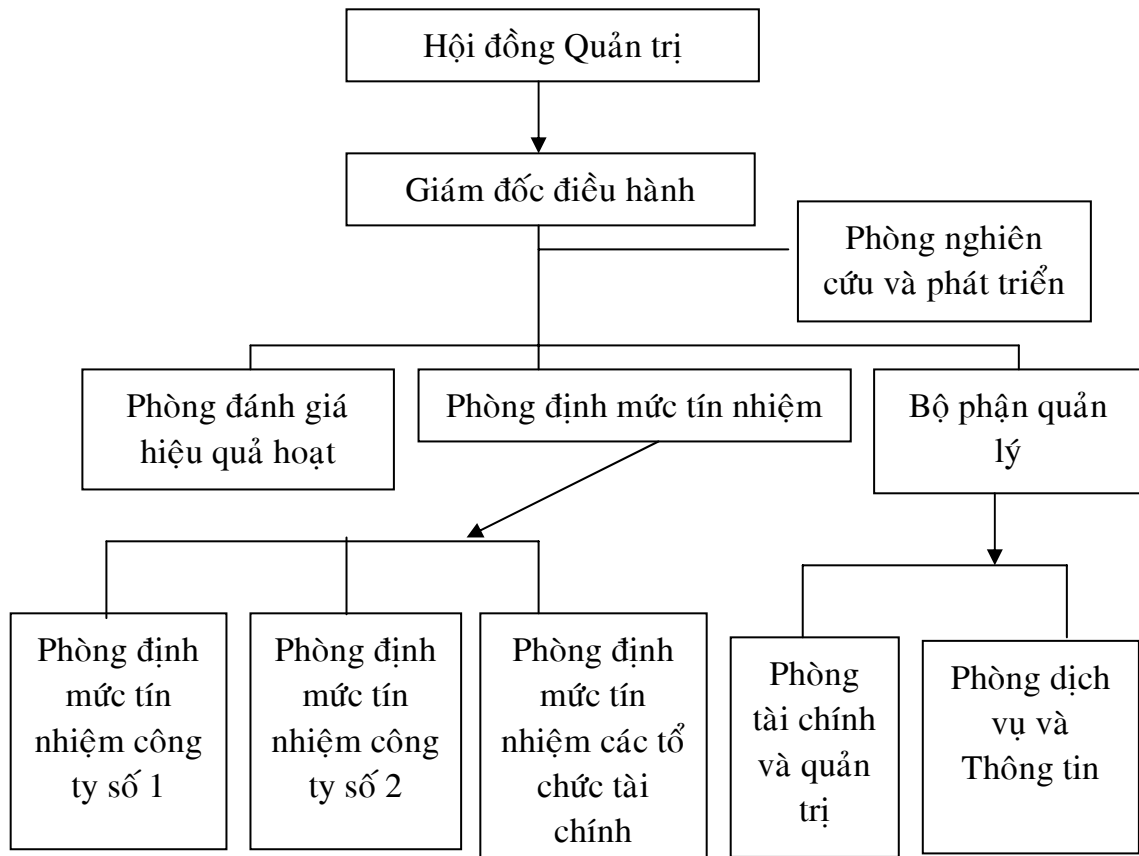 Hội đồng Quản trị
Giám đốc điều hành
Phòng nghiên
cứu và phát triển
Phòng đánh giá
hiệu quả hoạt
Phòng định mức tín nhiệm
Bộ phận quản
lý
Phòng định
mức tín
nhiệm công
ty số 1
Phòng định
mức tín
nhiệm công
ty số 2
Phòng định
mức tín
nhiệm các tổ
chức tài
chính
Phòng
tài chính
và quản
trị
Phòng dịch
vụ và
Thông tin